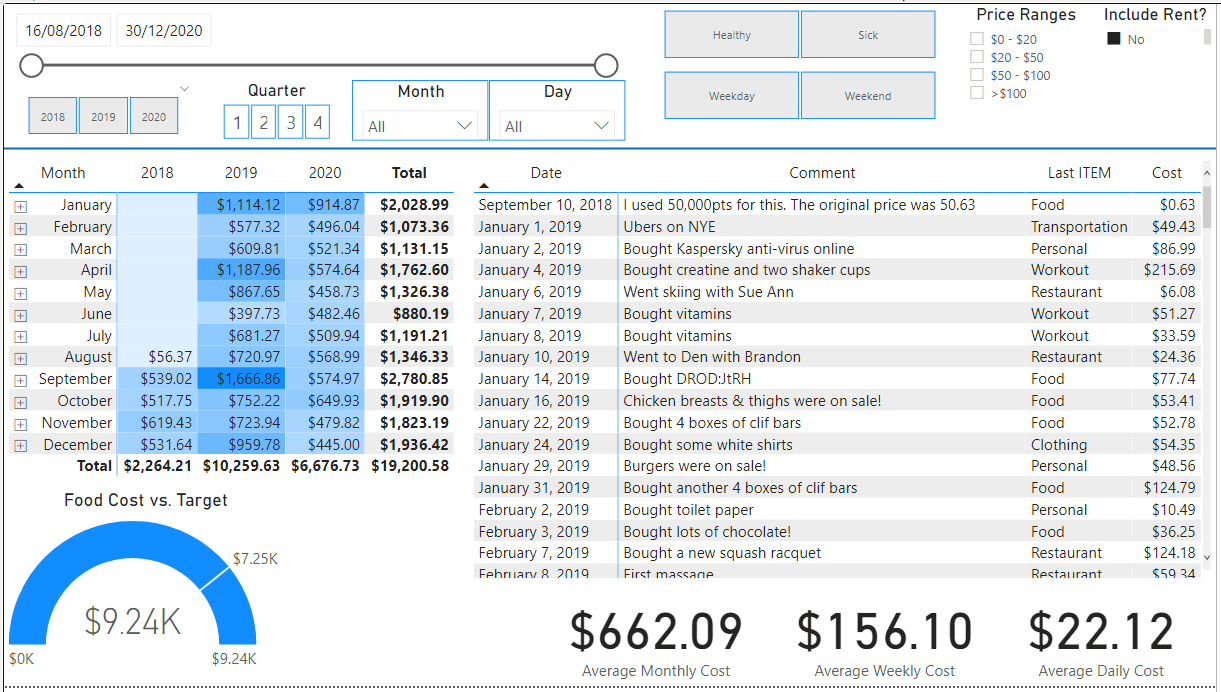 16/08/2018 30/12/2020
2018 2019 2020
Quarter
1 2 3 4
Month Day
All All
Healthy Sick
Weekday Weekend
Price Ranges
$0 - $20
$20 - $50
$50 - $100
>$100
Include Rent?
No
Month 2018 2019 2020 Total
January $1,114.12 $914.87 $2,028.99
February $577.32 $496.04 $1,073.36
March $609.81 $521.34 $1,131.15
April $1,187.96 $574.64 $1,762.60
May $867.65 $458.73 $1,326.38
June $397.73 $482.46 $880.19
July $681.27 $509.94 $1,191.21
August $56.37 $720.97 $568.99 $1,346.33
September $539.02 $1,666.86 $574.97 $2,780.85
October $517.75 $752.22 $649.93 $1,919.90
November $619.43 $723.94 $479.82 $1,823.19
December $531.64 $959.78 $445.00 $1,936.42
Total $2,264.21 $10,259.63 $6,676.73 $19,200.58
Date Comment Last ITEM Cost
September 10, 2018 I used 50,000pts for this. The original price was 50.63 Food $0.63
January 1, 2019 Ubers on NYE Transportation $49.43
January 2, 2019 Bought Kaspersky anti-virus online Personal $86.99
January 4, 2019 Bought creatine and two shaker cups Workout $215.69
January 6, 2019 Went skiing with Sue Ann Restaurant $6.08
January 7, 2019 Bought vitamins Workout $51.27
January 8, 2019 Bought vitamins Workout $33.59
January 10, 2019 Went to Den with Brandon Restaurant $24.36
January 14, 2019 Bought DROD:JtRH Food $77.74
January 16, 2019 Chicken breasts & thighs were on sale! Food $53.41
January 22, 2019 Bought 4 boxes of clif bars Food $52.78
January 24, 2019 Bought some white shirts Clothing $54.35
January 29, 2019 Burgers were on sale! Personal $48.56
January 31, 2019 Bought another 4 boxes of clif bars Food $124.79
February 2, 2019 Bought toilet paper Personal $10.49
February 3, 2019 Bought lots of chocolate! Food $36.25
February 7, 2019 Bought a new squash racquet Restaurant $124.18
February 8, 2019 First massage Restaurant $59.34
Food Cost vs. Target
$7.25K
$9.24K
$0K $9.24K
$662.09 $156.10 $22.12
Average Monthly Cost Average Weekly Cost Average Daily Cost